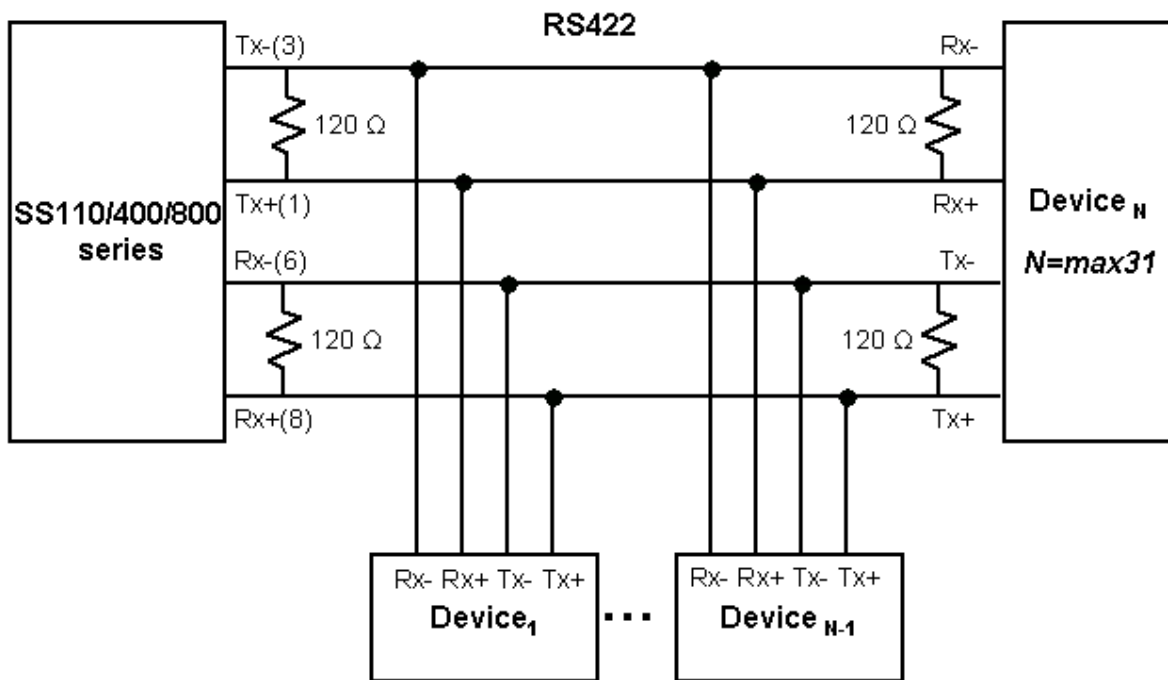 RS422
Tx-(3)
Rx-
120 Ω
120 Ω
Tx+(1)
Rx+
SS110/400/800
series
Device N
N=max31
Rx-(6)
Tx-
120 Ω
120 Ω
Rx+(8)
Tx+
Rx- Rx+ Tx- Tx+
Device1
...
Rx- Rx+ Tx- Tx+
Device N-1